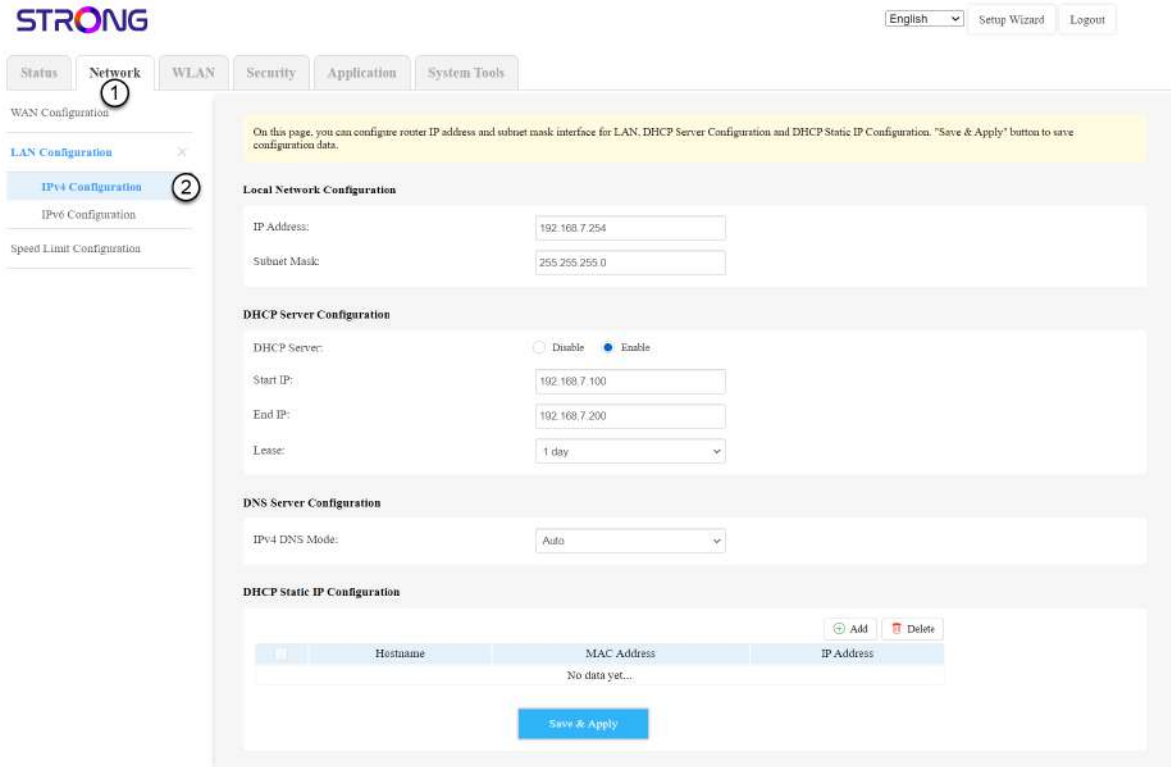 STRONG
English Setup Wizard Logout
Status Network WLAN Security Application System Tools
1
WAN Configuration
On this page, you can configure router IP address and subnet mask interface for LAN, DHCP Server Configuration and DHCP Static IP Configuration. "Save & Apply" button to save
configuration data.
LAN Configuration
IPv4 Configuration 2
IPv6 Configuration
Speed Limit Configuration
Local Network Configuration
IP Address: 192.168.7.254
Subnet Mask: 255.255.255.0
DHCP Server Configuration
DHCP Server: Disable Enable
Start IP: 192.168.7.100
End IP: 192.168.7.200
Lease: 1 day
DNS Server Configuration
IPv4 DNS Mode: Auto
DHCP Static IP Configuration
Add Delete
Hostname MAC Address IP Address
No data yet...
Save & Apply